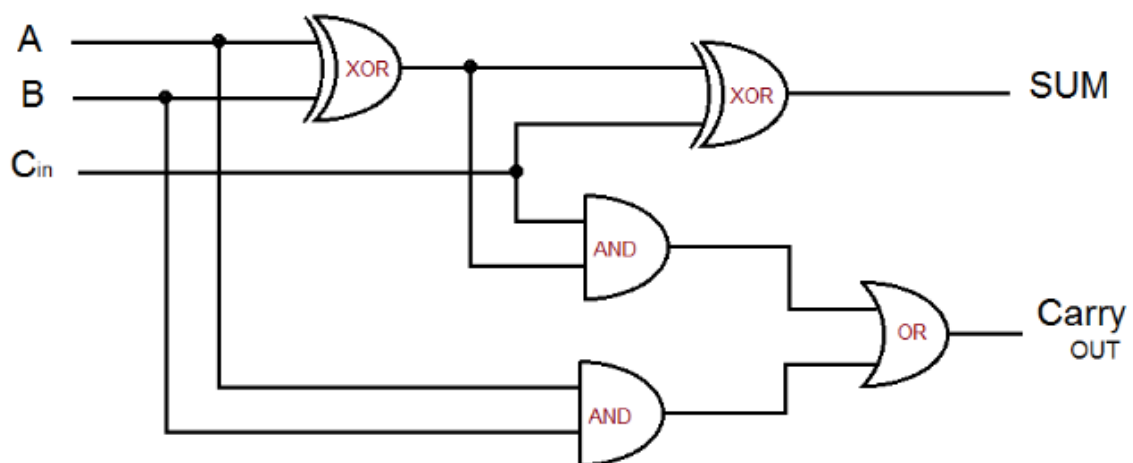 A
XOR
XOR
SUM
B
Cin
AND
OR
Carry
OUT
AND